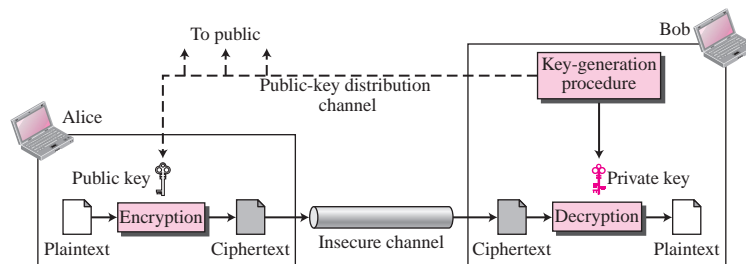 To public
Bob
Key-generation
procedure
Public-key distribution
channel
Alice
Public key
Private key
Encryption
Decryption
Plaintext
Ciphertext
Insecure channel
Ciphertext
Plaintext